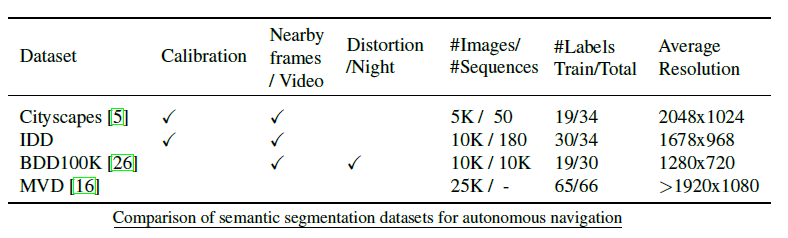 Dataset Calibration Nearby frames / Video Distortion /Night #Images/ #Sequences #Labels Train/Total Average Resolution
Cityscapes [5] ✓ ✓ 5K / 50 19/34 2048x1024
IDD ✓ ✓ 10K / 180 30/34 1678x968
BDD100K [26] ✓ ✓ 10K / 10K 19/30 1280x720
MVD [16] 25K / - 65/66 >1920x1080
Comparison of semantic segmentation datasets for autonomous navigation